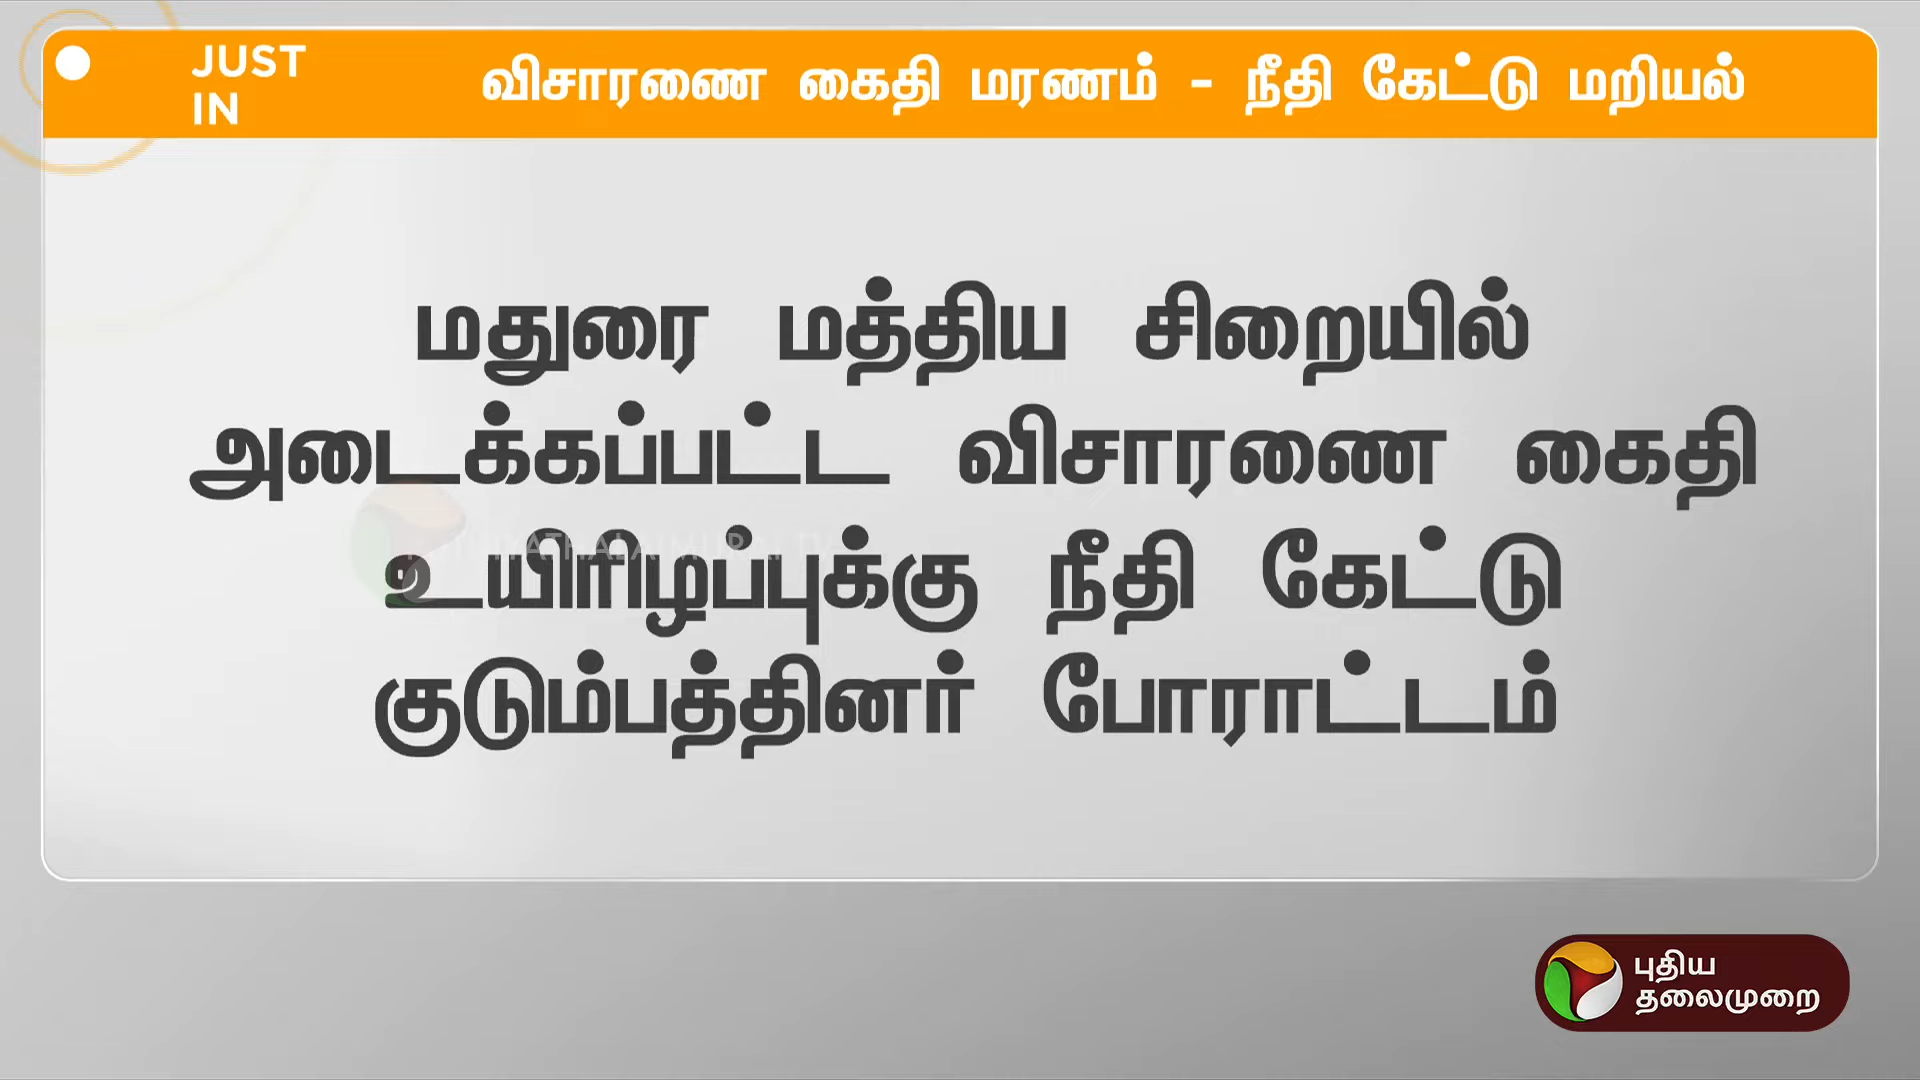 JUST
IN
விசாரணை கைதி மரணம் - நீதி கேட்டு மறியல்
மதுரை மத்திய சிறையில்
அடைக்கப்பட்ட விசாரணை கைதி
உயிரிழப்புக்கு நீதி கேட்டு
குடும்பத்தினர் போராட்டம்
புதிய
தலைமுறை